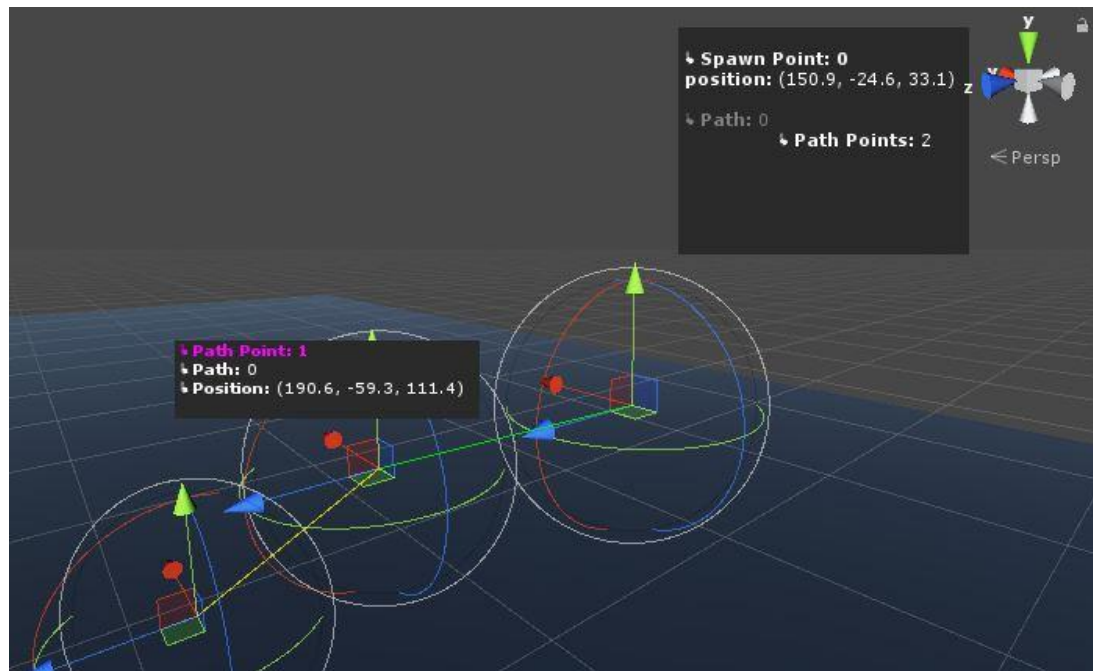 ↳ Spawn Point: 0
position: (150.9, -24.6, 33.1)
↳ Path: 0
↳ Path Points: 2
y
z
< Persp
↳ Path Point: 1
↳ Path: 0
↳ Position: (190.6, -59.3, 111.4)